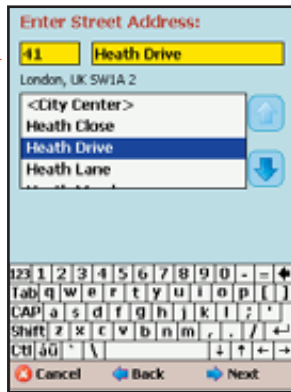 Enter Street Address:
41 Heath Drive
London, UK SW1A 2
<City Center>
Heath Close
Heath Drive
Heath Lane
123 1 2 3 4 5 6 7 8 9 0 - =
Tab q w e r t y u i o p [ ]
CAP a s d f g h j k l ; '
Shift z x c v b n m , . /
Ctl áü ` \
Cancel Back Next